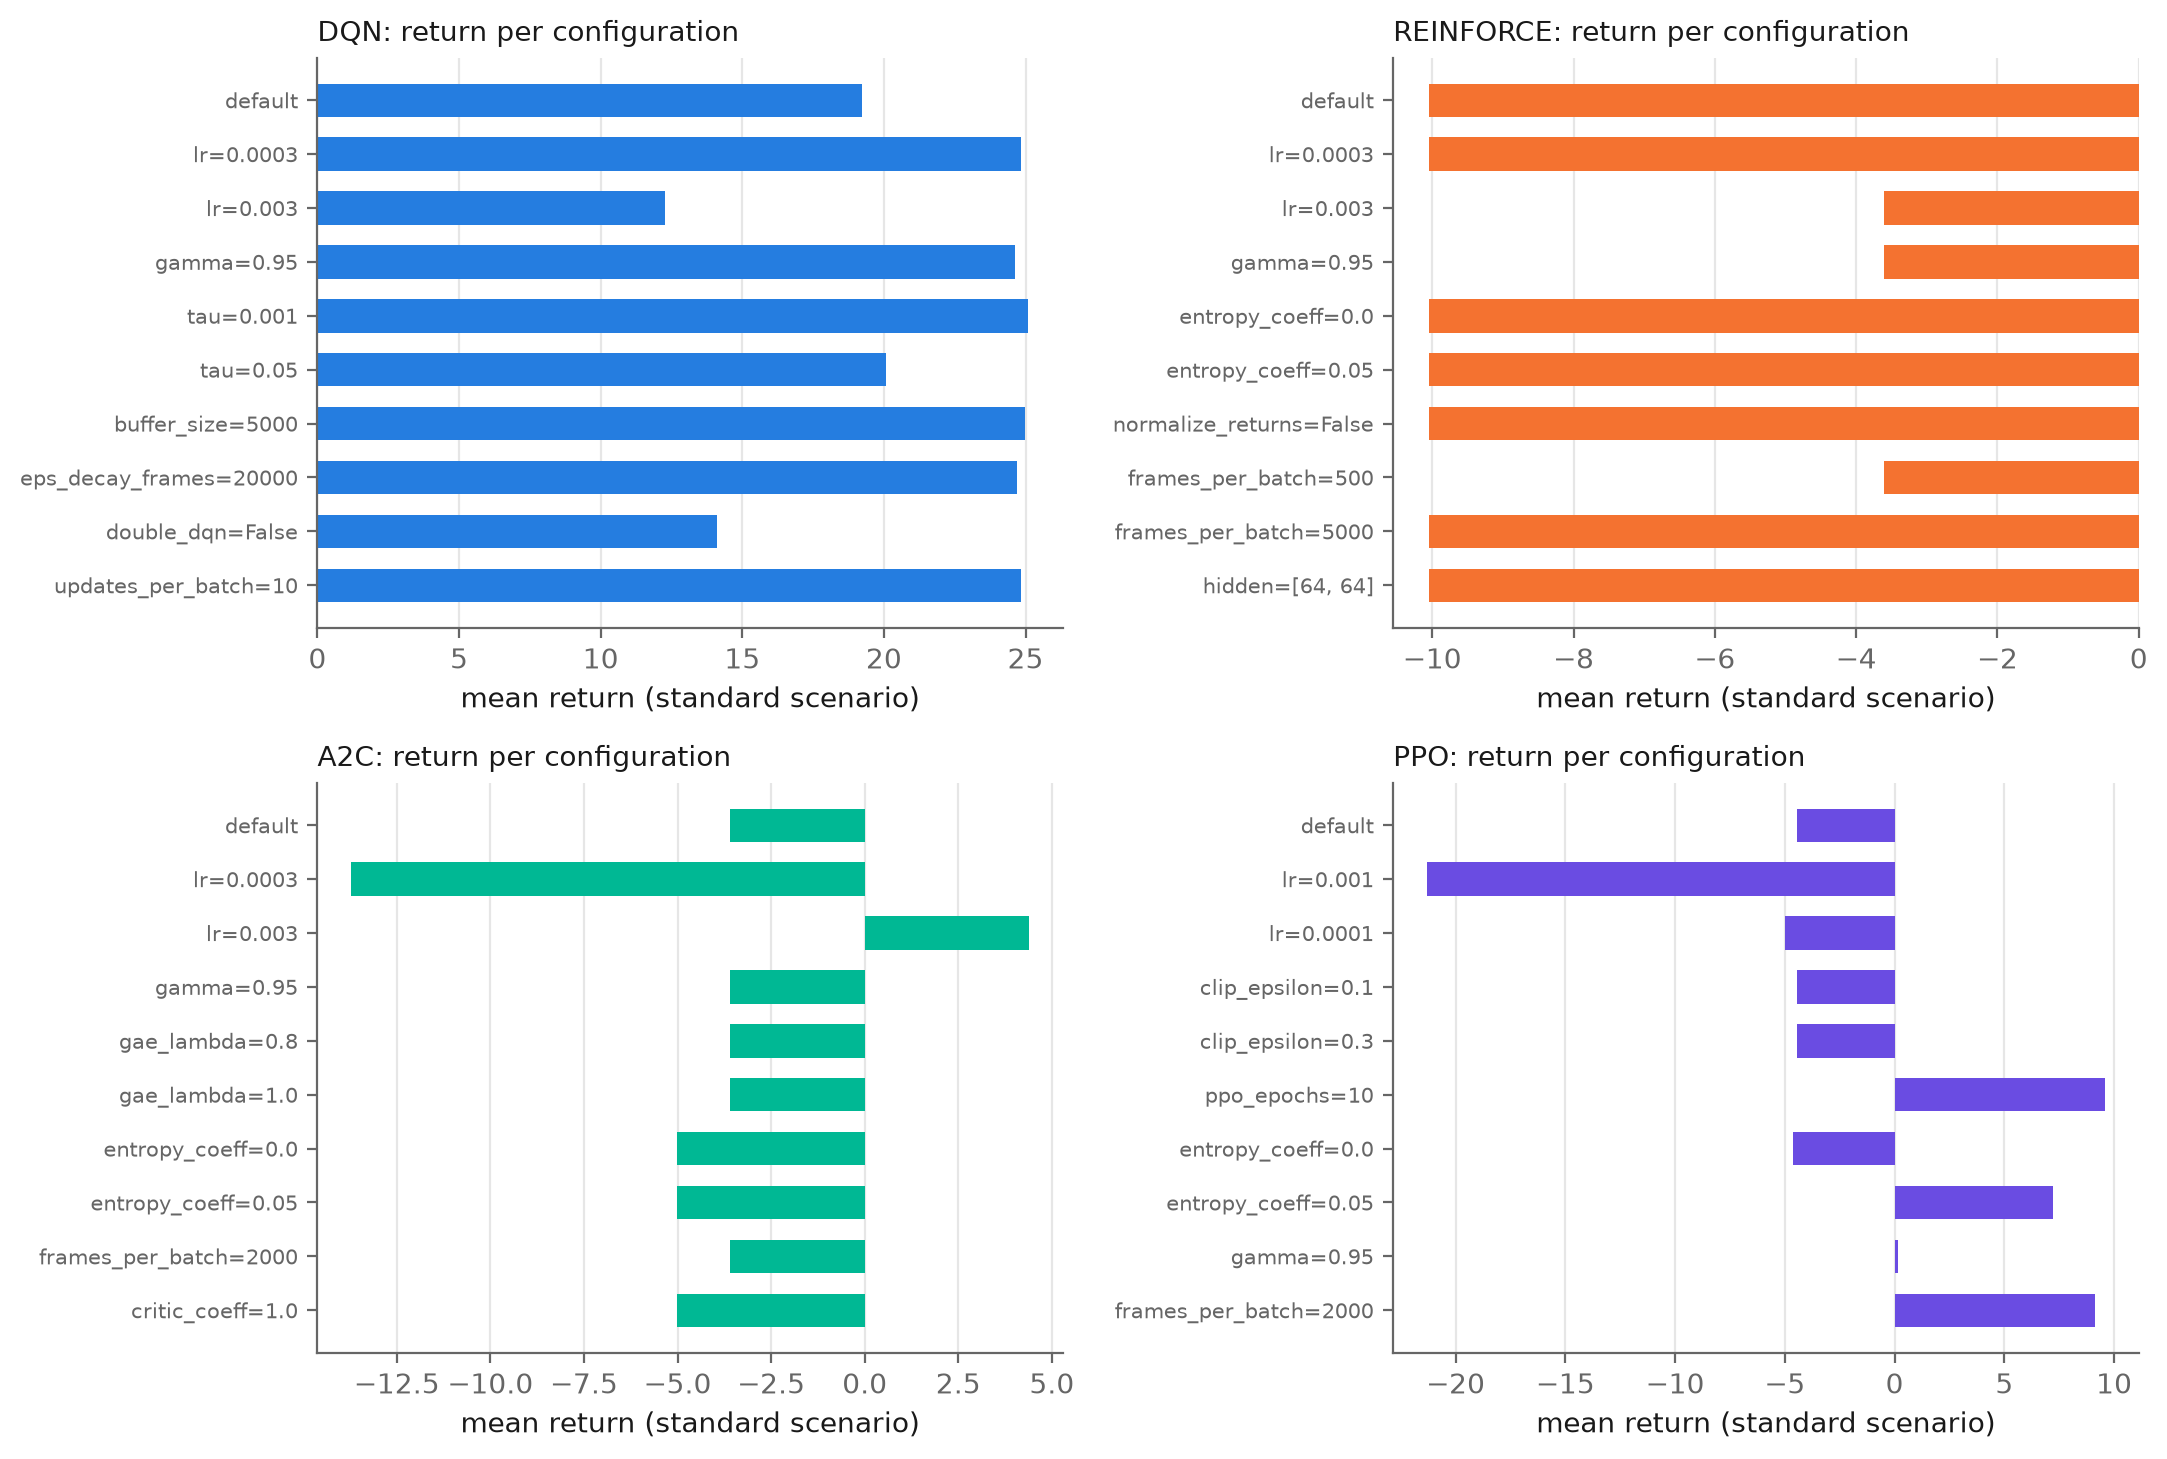 DQN: return per configuration
default
lr=0.0003
lr=0.003
gamma=0.95
tau=0.001
tau=0.05
buffer_size=5000
eps_decay_frames=20000
double_dqn=False
updates_per_batch=10
0 5 10 15 20 25
mean return (standard scenario)
REINFORCE: return per configuration
default
lr=0.0003
lr=0.003
gamma=0.95
entropy_coeff=0.0
entropy_coeff=0.05
normalize_returns=False
frames_per_batch=500
frames_per_batch=5000
hidden=[64, 64]
−10 −8 −6 −4 −2 0
mean return (standard scenario)
A2C: return per configuration
default
lr=0.0003
lr=0.003
gamma=0.95
gae_lambda=0.8
gae_lambda=1.0
entropy_coeff=0.0
entropy_coeff=0.05
frames_per_batch=2000
critic_coeff=1.0
−12.5 −10.0 −7.5 −5.0 −2.5 0.0 2.5 5.0
mean return (standard scenario)
PPO: return per configuration
default
lr=0.001
lr=0.0001
clip_epsilon=0.1
clip_epsilon=0.3
ppo_epochs=10
entropy_coeff=0.0
entropy_coeff=0.05
gamma=0.95
frames_per_batch=2000
−20 −15 −10 −5 0 5 10
mean return (standard scenario)